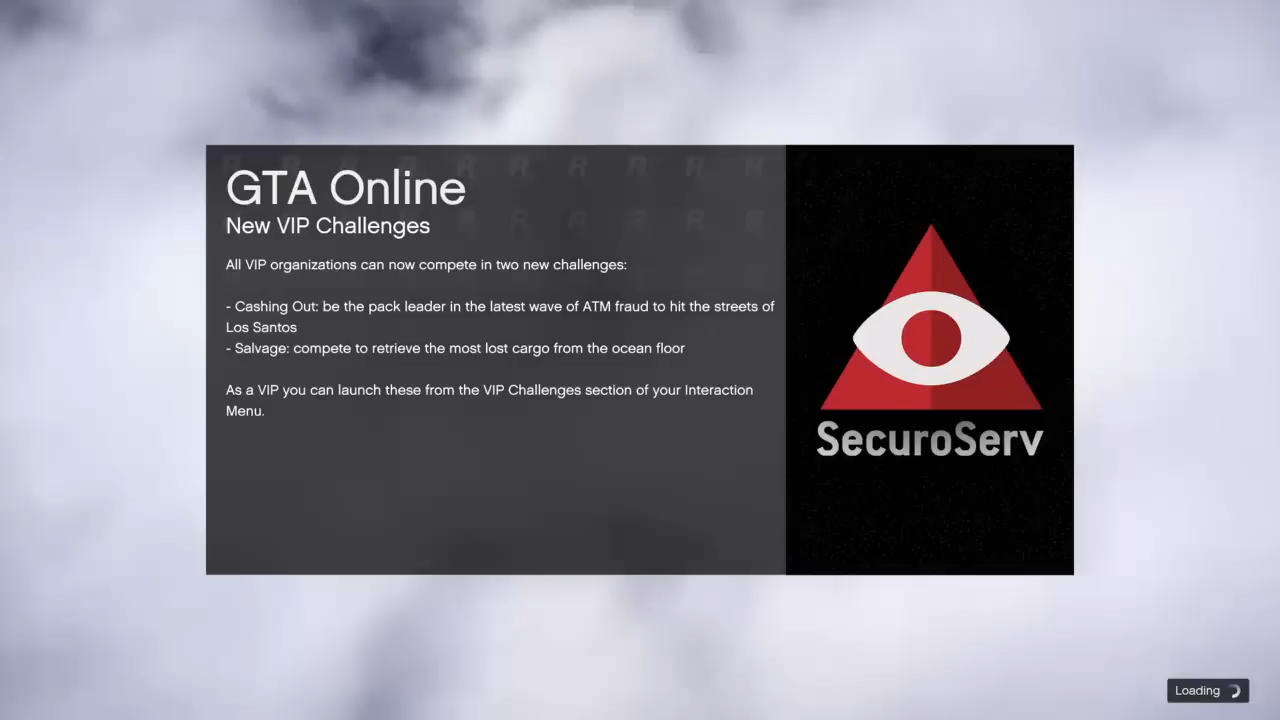 GTA Online
New VIP Challenges
All VIP organizations can now compete in two new challenges:
- Cashing Out: be the pack leader in the latest wave of ATM fraud to hit the streets of
Los Santos
- Salvage: compete to retrieve the most lost cargo from the ocean floor
As a VIP you can launch these from the VIP Challenges section of your Interaction
Menu.
SecuroServ
Loading